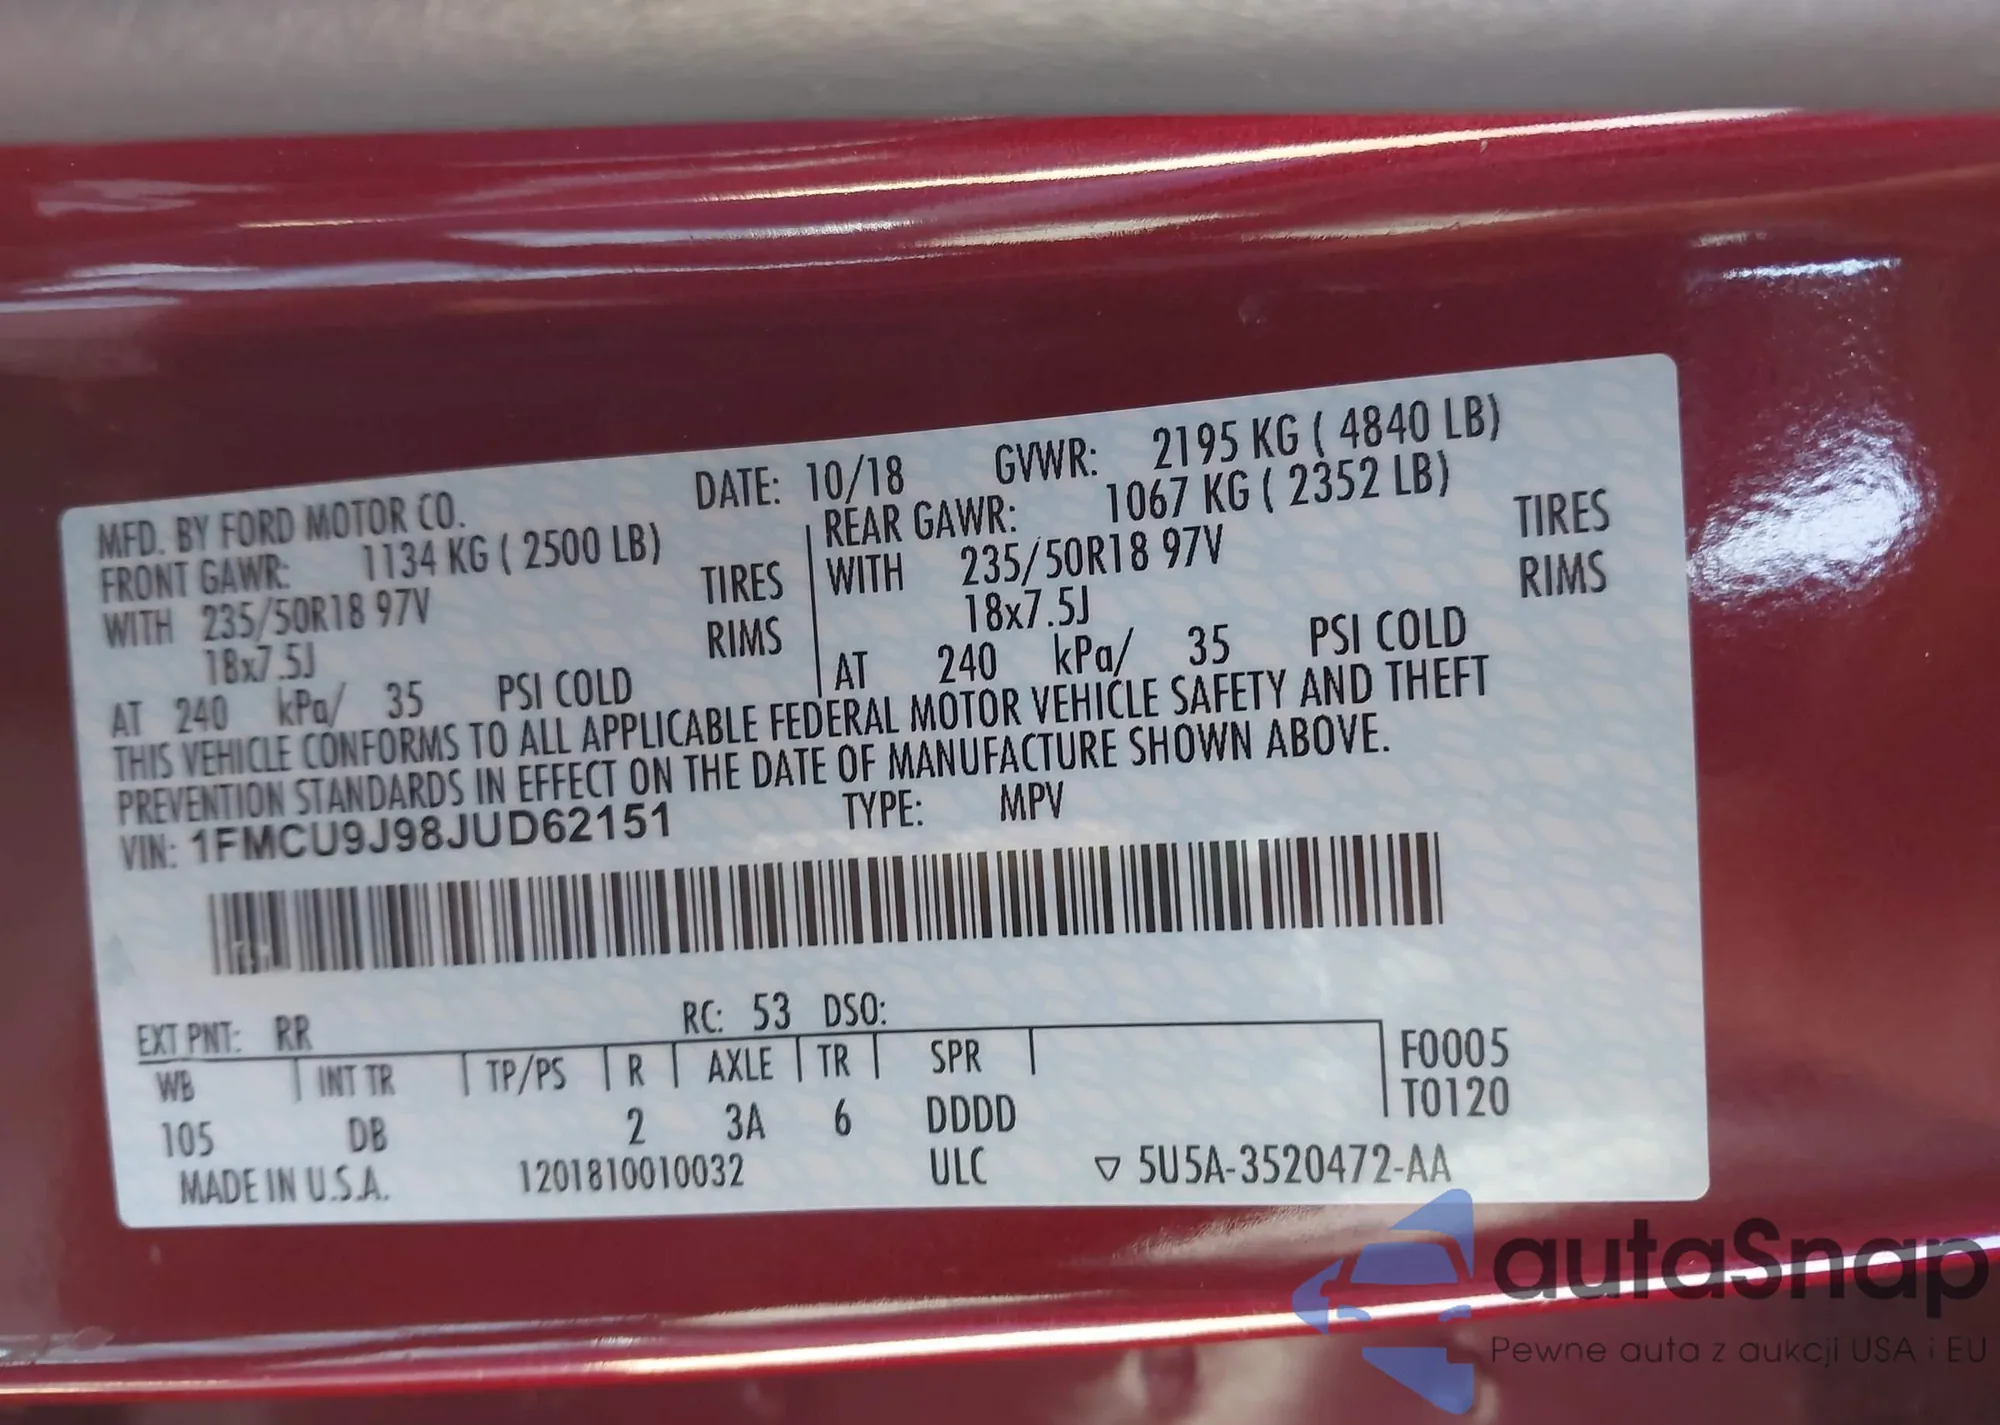 MFD. BY FORD MOTOR CO. DATE: 10/18 GVWR: 2195 KG ( 4840 LB)
FRONT GAWR: 1134 KG ( 2500 LB) REAR GAWR: 1067 KG ( 2352 LB)
WITH 235/50R18 97V TIRES WITH 235/50R18 97V TIRES
18x7.5J RIMS 18x7.5J RIMS
AT 240 kPa/ 35 PSI COLD AT 240 kPa/ 35 PSI COLD
THIS VEHICLE CONFORMS TO ALL APPLICABLE FEDERAL MOTOR VEHICLE SAFETY AND THEFT
PREVENTION STANDARDS IN EFFECT ON THE DATE OF MANUFACTURE SHOWN ABOVE.
VIN: 1FMCU9J98JUD62151 TYPE: MPV
EXT PNT: RR RC: 53 DSO:
WB INT TR TP/PS R AXLE TR SPR F0005
105 DB 2 3A 6 DDDD T0120
MADE IN U.S.A. 1201810010032 ULC ▽ 5U5A-3520472-AA
autaSnap
Pewne auta z aukcji USA i EU